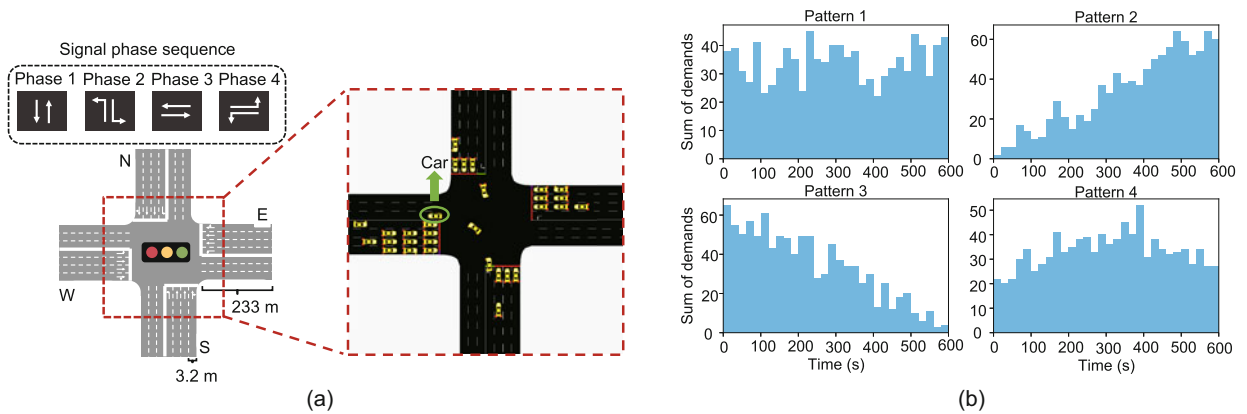 Signal phase sequence
Phase 1 Phase 2 Phase 3 Phase 4
N
Car
E
W
233 m
S
3.2 m
(a)
Pattern 1
Sum of demands
40
30
20
10
0
0 100 200 300 400 500 600
Pattern 2
60
40
20
0
0 100 200 300 400 500 600
Pattern 3
Sum of demands
60
40
20
0
0 100 200 300 400 500 600
Time (s)
Pattern 4
50
40
30
20
10
0
0 100 200 300 400 500 600
Time (s)
(b)